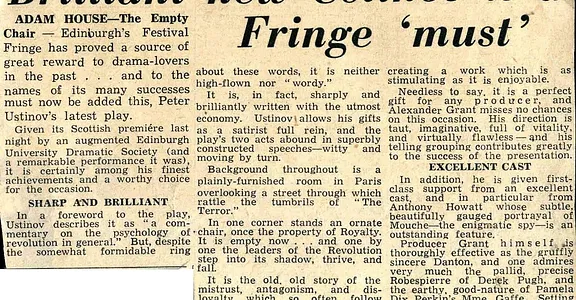 Fringe 'must'
ADAM HOUSE—The Empty
Chair — Edinburgh's Festival
Fringe has proved a source of
great reward to drama-lovers
in the past . . . and to the
names of its many successes
must now be added this, Peter
Ustinov's latest play.
Given its Scottish premiére last
night by an augmented Edinburgh
University Dramatic Society (and
a remarkable performance it was),
it is certainly among his finest
achievements and a worthy choice
for the occasion.
SHARP AND BRILLIANT
In a foreword to the play,
Ustinov describes it as "a com-
mentary on the psychology of
revolution in general." But, despite
the somewhat formidable ring
about these words, it is neither
high-flown nor "wordy."
It is, in fact, sharply and
brilliantly written with the utmost
economy. Ustinov allows his gifts
as a satirist full rein, and the
play's two acts abound in superbly
constructed speeches—witty and
moving by turn.
Background throughout is a
plainly-furnished room in Paris
overlooking a street through which
rattle the tumbrils of "The
Terror."
In one corner stands an ornate
chair, once the property of Royalty.
It is empty now . . . and one by
one the leaders of the Revolution
step into its shadow, thrive, and
fall.
It is the old, old story of the
mistrust, antagonism, and dis-
loyalty which so often follow
creating a work which is as
stimulating as it is enjoyable.
Needless to say, it is a perfect
gift for any producer, and
Alexander Grant misses no chances
on this occasion. His direction is
taut, imaginative, full of vitality,
and virtually flawless—and his
telling grouping contributes greatly
to the success of the presentation.
EXCELLENT CAST
In addition, he is given first-
class support from an excellent
cast, and in particular from
Anthony Howatt whose subtle,
beautifully gauged portrayal of
Mouche—the enigmatic spy—is an
outstanding feature.
Producer Grant himself is
thoroughly effective as the gruffly
sincere Danton, and one admires
very much the pallid, precise
Robespierre of Derek Pugh, and
the earthy, good-nature of Pamela
Dix Perkin's Mme. Gaffe. Setting